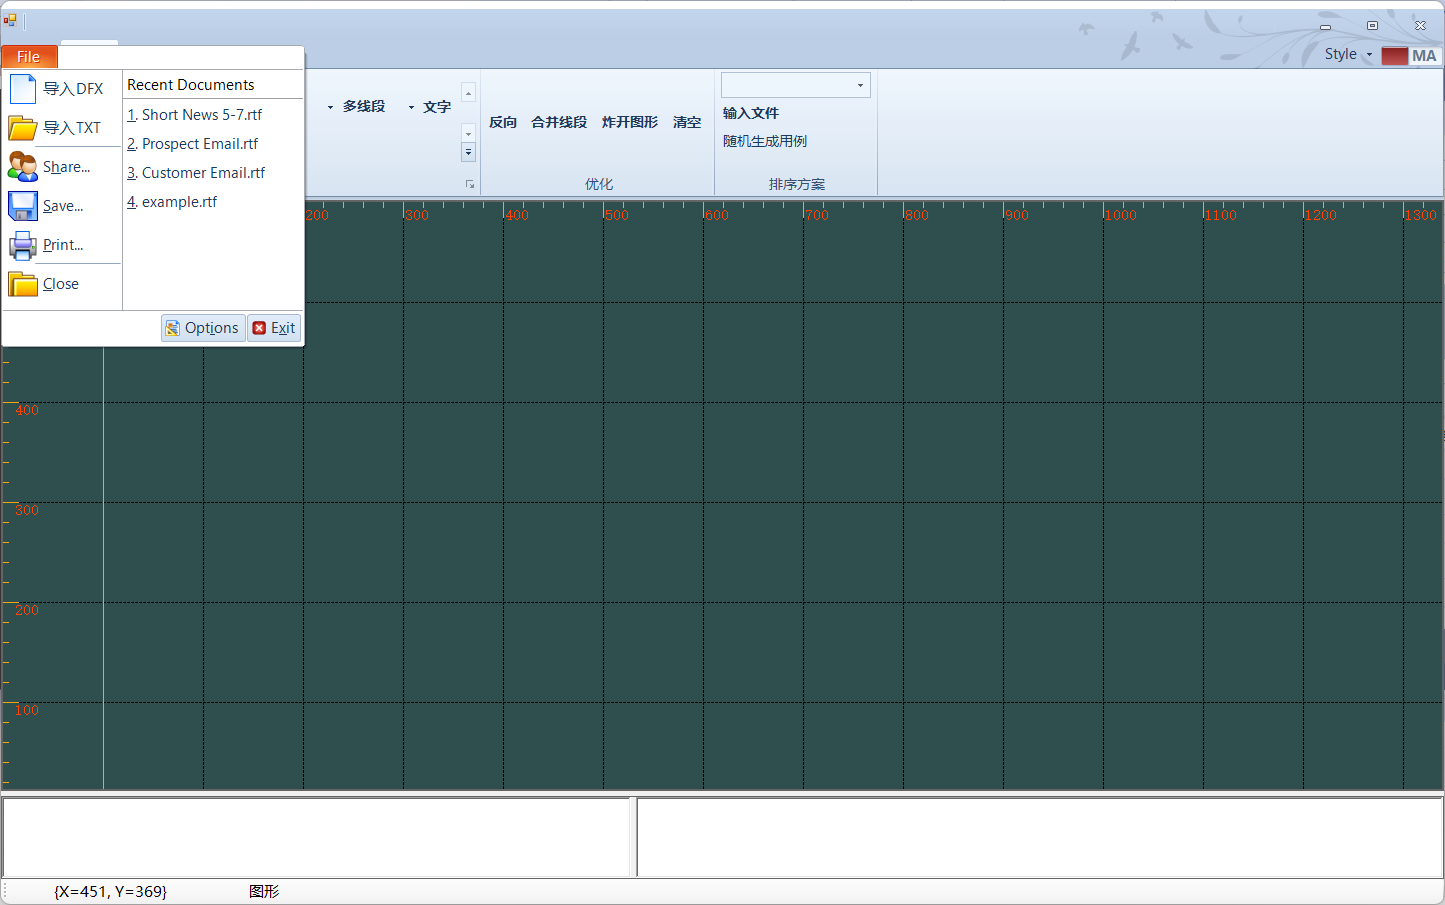 File
Style
MA
导入DFX
导入TXT
Share...
Save...
Print...
Close
Recent Documents
1. Short News 5-7.rtf
2. Prospect Email.rtf
3. Customer Email.rtf
4. example.rtf
Options
Exit
多线段
文字
反向
合并线段
炸开图形
清空
优化
输入文件
随机生成用例
排序方案
200
300
400
500
600
700
800
900
1000
1100
1200
1300
400
300
200
100
{X=451, Y=369}
图形